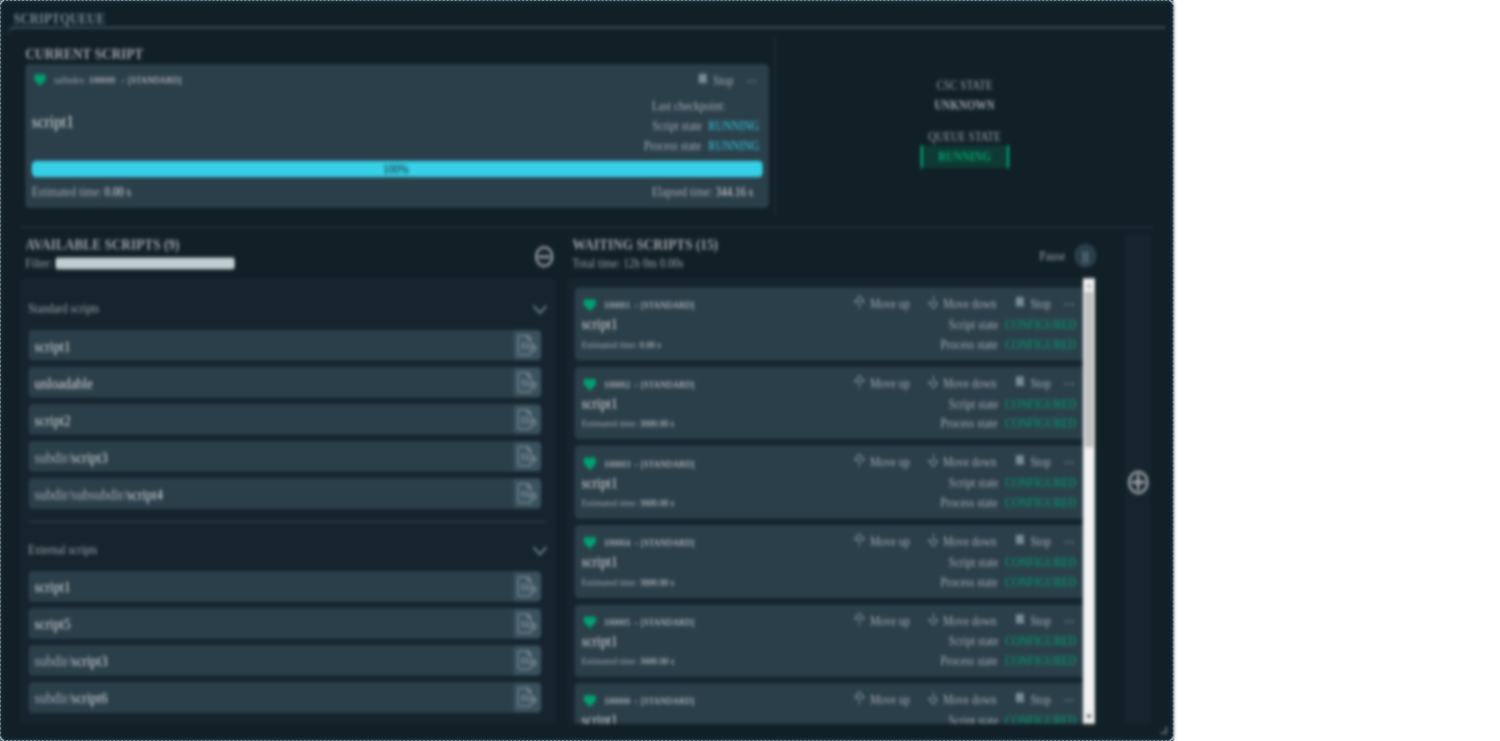 SCRIPTQUEUE
CURRENT SCRIPT
100000 - [STANDARD]
Stop ...
script1
Last checkpoint:
Script state RUNNING
Process state RUNNING
100%
Estimated time: 0.00 s
Elapsed time: 344.16 s
CSC STATE
UNKNOWN
QUEUE STATE
RUNNING
AVAILABLE SCRIPTS (9)
Filter:
Standard scripts
script1
unloadable
script2
subdir/script3
subdir/subsubdir/script4
External scripts
script1
script5
subdir/script3
subdir/script6
WAITING SCRIPTS (15)
Total time: 12h 0m 0.00s
Pause
100001 - [STANDARD]
Move up Move down Stop ...
script1
Script state CONFIGURED
Estimated time: 0.00 s
Process state CONFIGURED
100002 - [STANDARD]
Move up Move down Stop ...
script1
Script state CONFIGURED
Estimated time: 3600.00 s
Process state CONFIGURED
100003 - [STANDARD]
Move up Move down Stop ...
script1
Script state CONFIGURED
Estimated time: 3600.00 s
Process state CONFIGURED
100004 - [STANDARD]
Move up Move down Stop ...
script1
Script state CONFIGURED
Estimated time: 3600.00 s
Process state CONFIGURED
100005 - [STANDARD]
Move up Move down Stop ...
script1
Script state CONFIGURED
Estimated time: 3600.00 s
Process state CONFIGURED
100006 - [STANDARD]
Move up Move down Stop ...
script1
Script state CONFIGURED